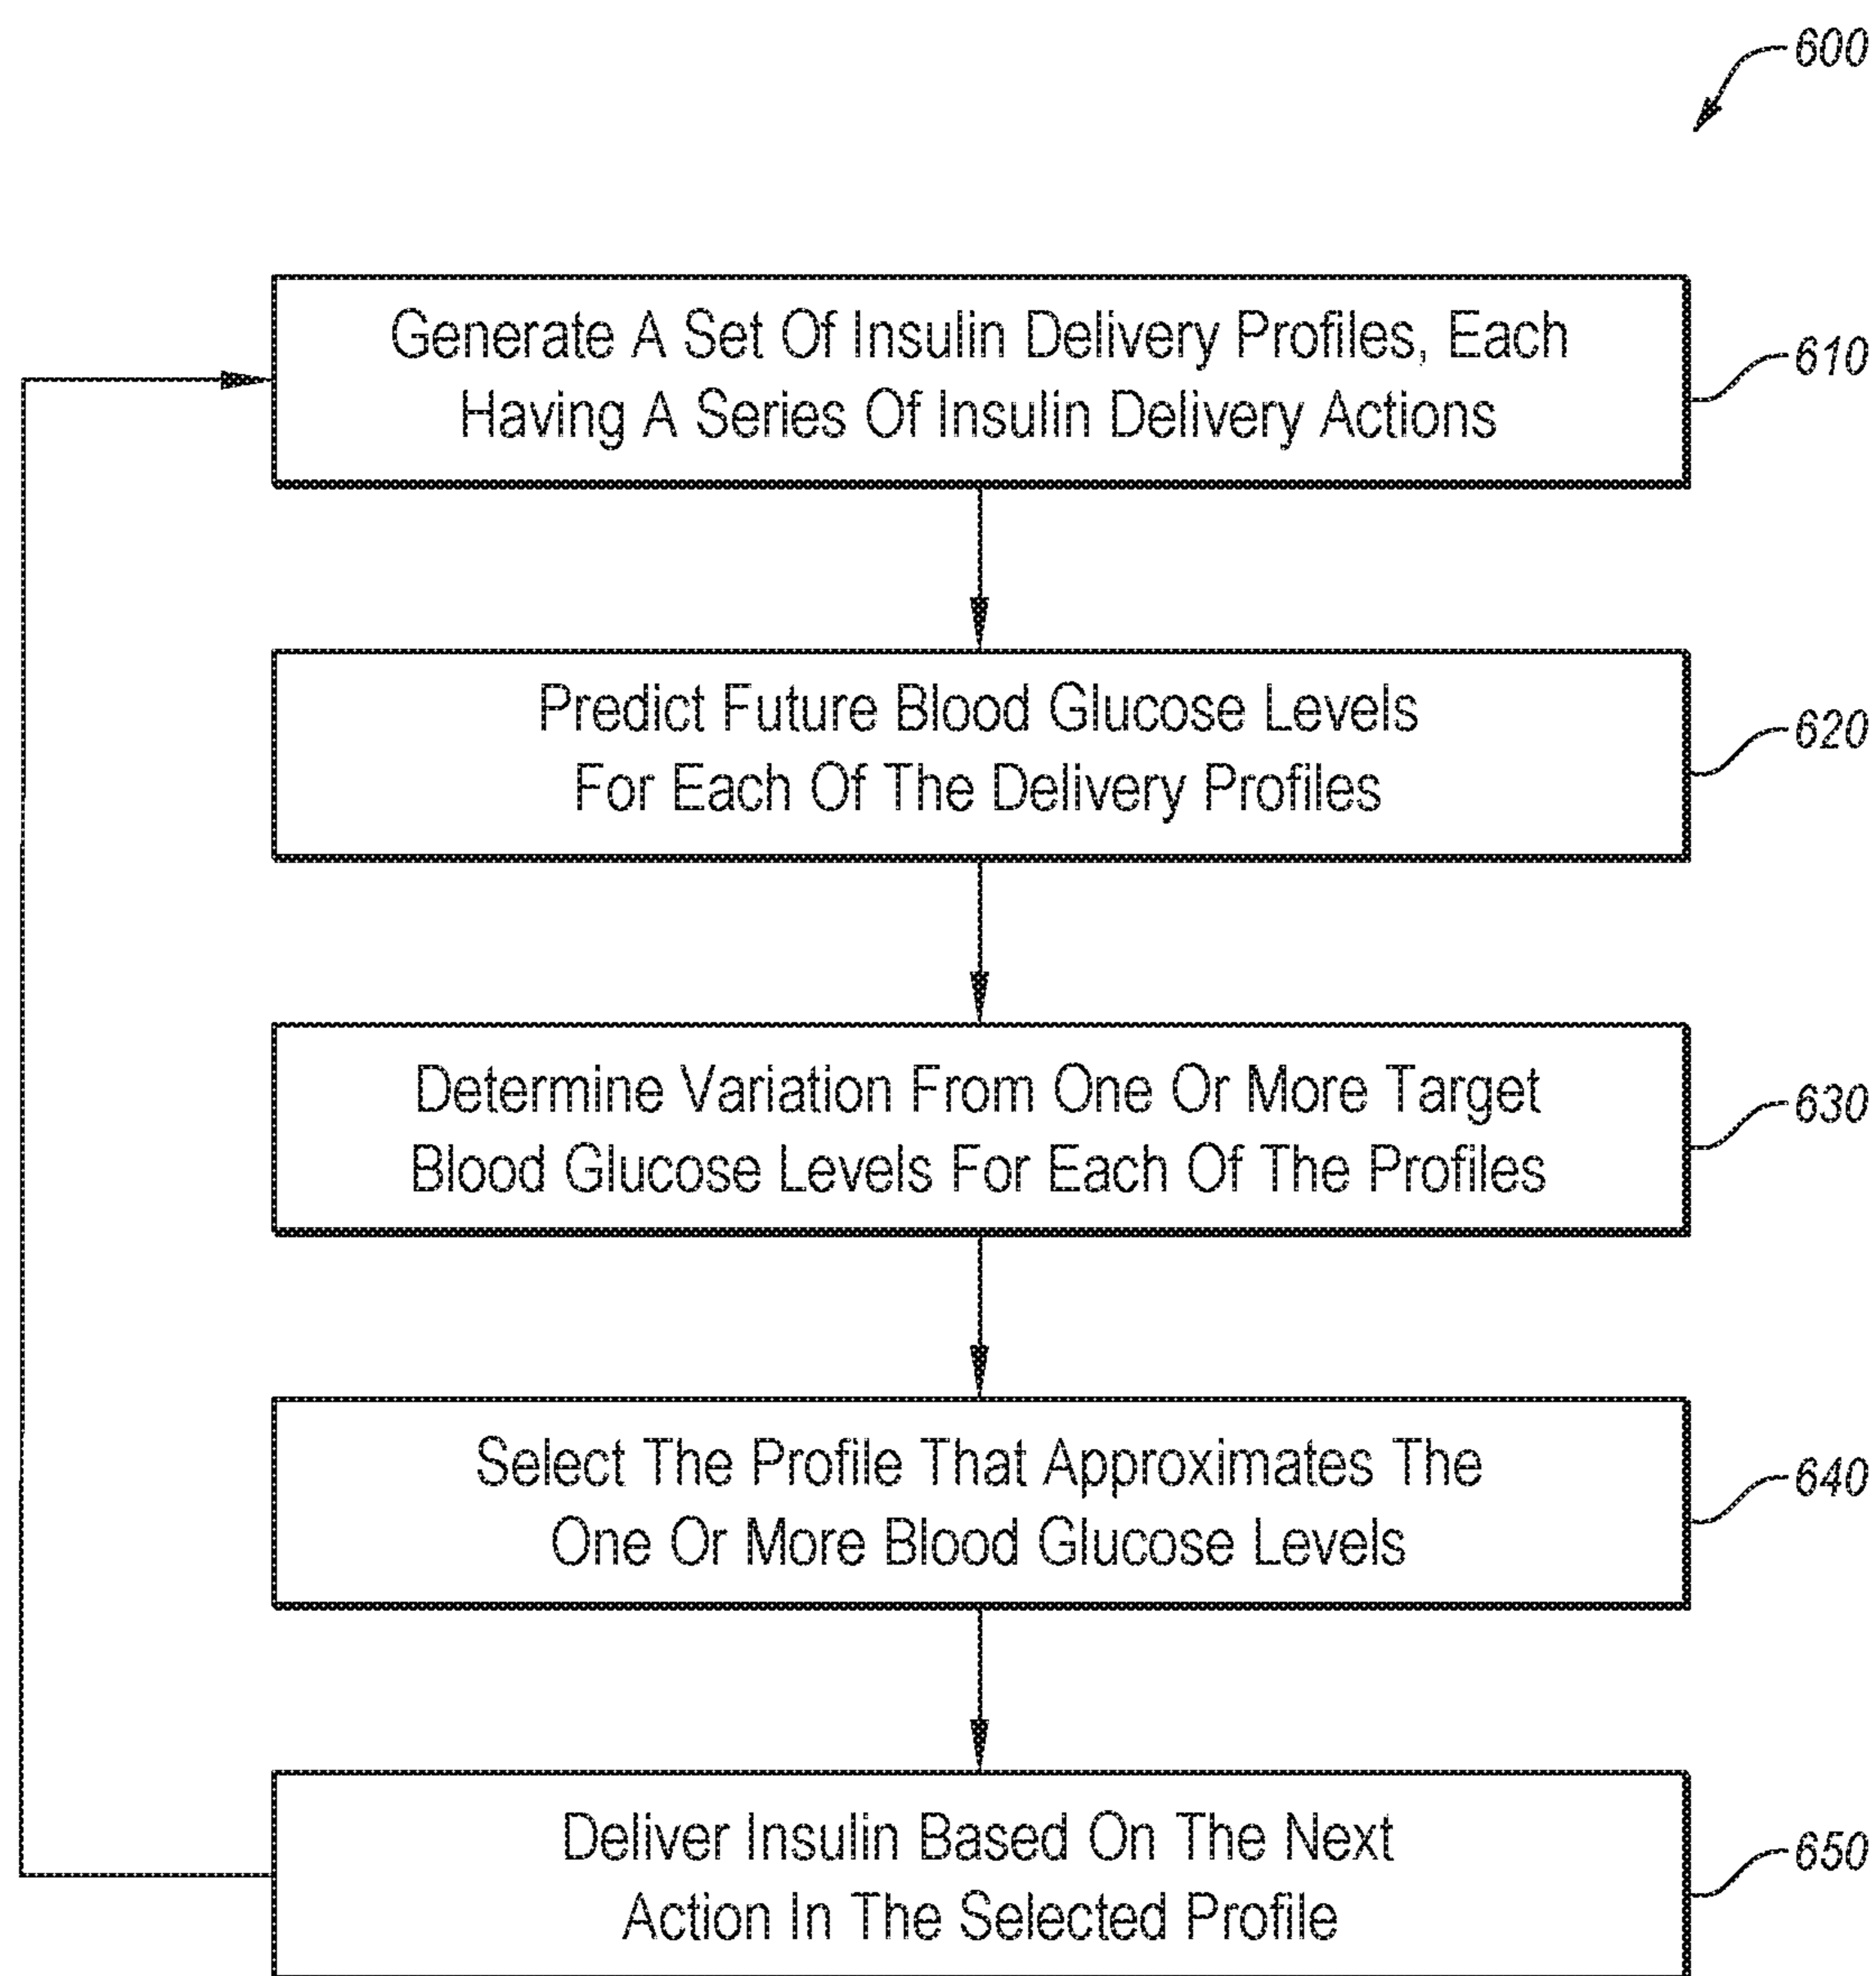 600
Generate A Set Of Insulin Delivery Profiles, Each
Having A Series Of Insulin Delivery Actions
610
Predict Future Blood Glucose Levels
For Each Of The Delivery Profiles
620
Determine Variation From One Or More Target
Blood Glucose Levels For Each Of The Profiles
630
Select The Profile That Approximates The
One Or More Blood Glucose Levels
640
Deliver Insulin Based On The Next
Action In The Selected Profile
650